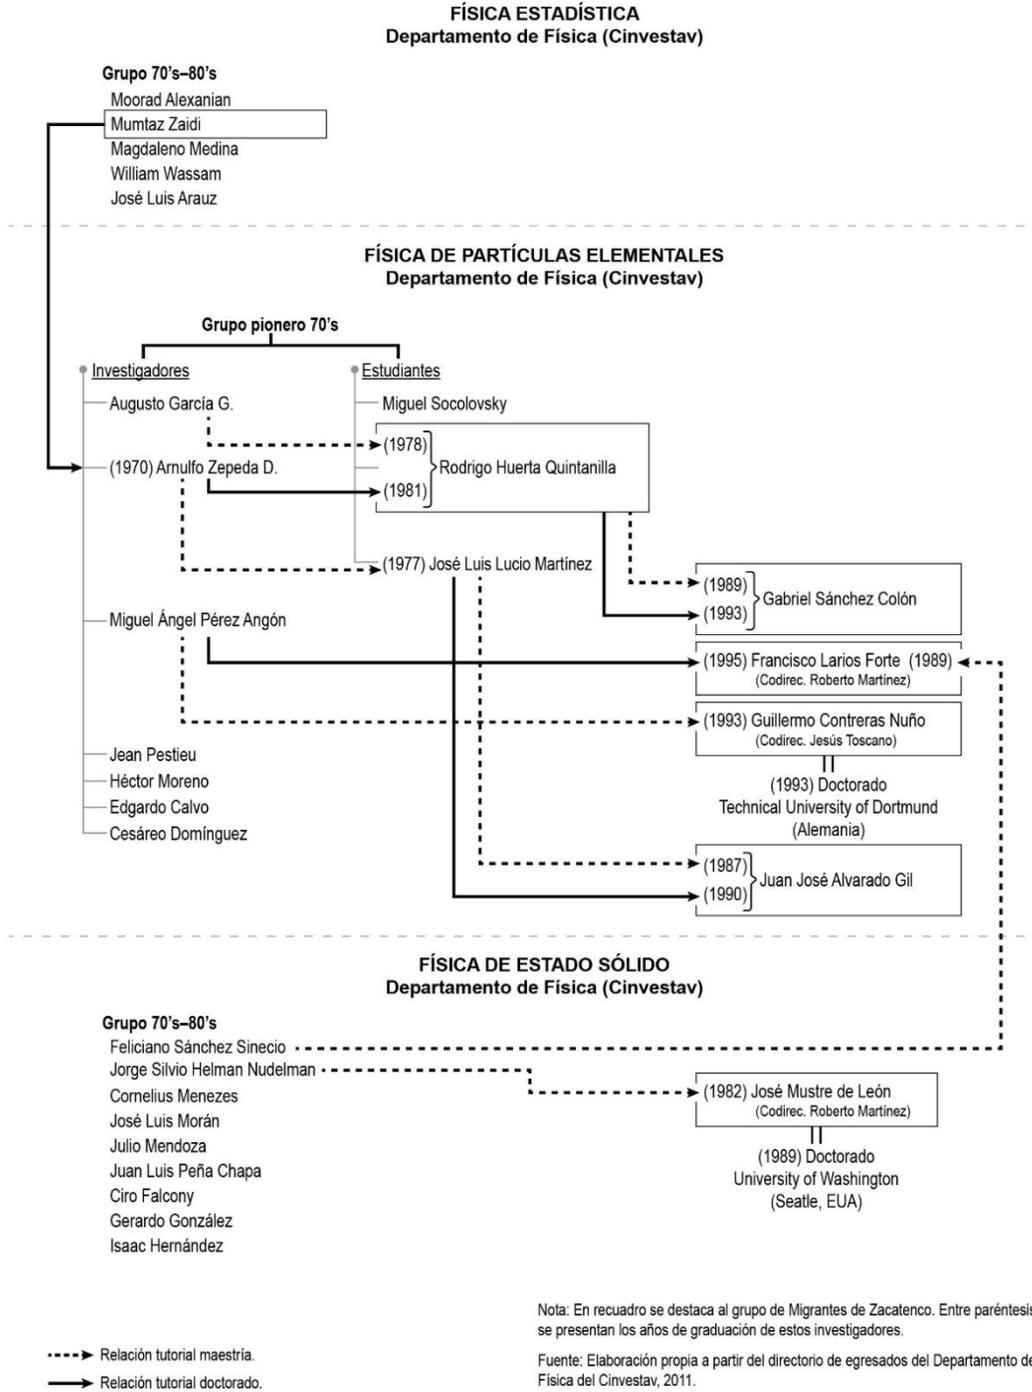 FÍSICA ESTADÍSTICA
Departamento de Física (Cinvestav)
Grupo 70's–80's
Moorad Alexanian
Mumtaz Zaidi
Magdaleno Medina
William Wassam
José Luis Arauz
FÍSICA DE PARTÍCULAS ELEMENTALES
Departamento de Física (Cinvestav)
Grupo pionero 70's
Investigadores
Estudiantes
Augusto García G.
Miguel Socolovsky
(1978)
(1970) Arnulfo Zepeda D.
Rodrigo Huerta Quintanilla
(1981)
(1977) José Luis Lucio Martínez
(1989)
Gabriel Sánchez Colón
(1993)
Miguel Ángel Pérez Angón
(1995) Francisco Larios Forte (1989)
(Codirec. Roberto Martínez)
(1993) Guillermo Contreras Nuño
(Codirec. Jesús Toscano)
Jean Pestieu
Héctor Moreno
Edgardo Calvo
Cesáreo Domínguez
(1993) Doctorado
Technical University of Dortmund
(Alemania)
(1987)
Juan José Alvarado Gil
(1990)
FÍSICA DE ESTADO SÓLIDO
Departamento de Física (Cinvestav)
Grupo 70's–80's
Feliciano Sánchez Sinecio
Jorge Silvio Helman Nudelman
Cornelius Menezes
José Luis Morán
Julio Mendoza
Juan Luis Peña Chapa
Ciro Falcony
Gerardo González
Isaac Hernández
(1982) José Mustre de León
(Codirec. Roberto Martínez)
(1989) Doctorado
University of Washington
(Seatle, EUA)
Nota: En recuadro se destaca al grupo de Migrantes de Zacatenco. Entre paréntesis
se presentan los años de graduación de estos investigadores.
Relación tutorial maestría.
Relación tutorial doctorado.
Fuente: Elaboración propia a partir del directorio de egresados del Departamento de
Física del Cinvestav, 2011.